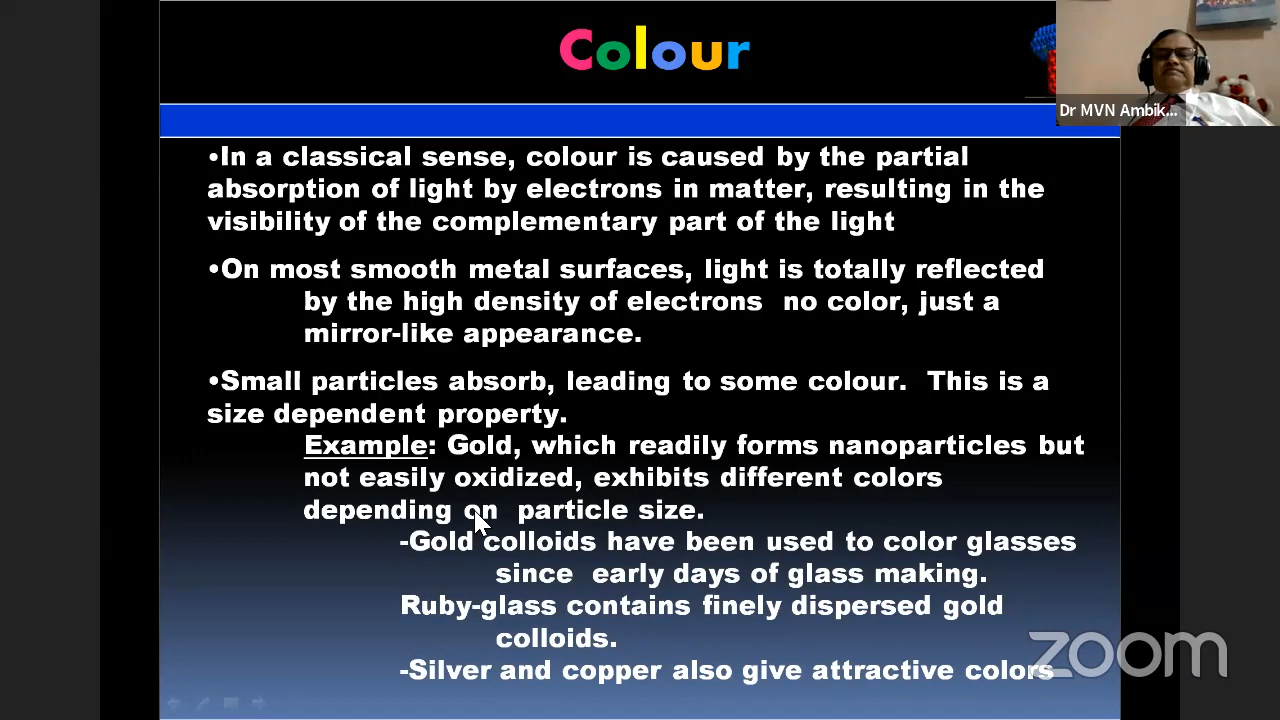 Colour
Dr MVN Ambik...
•In a classical sense, colour is caused by the partial
absorption of light by electrons in matter, resulting in the
visibility of the complementary part of the light
•On most smooth metal surfaces, light is totally reflected
by the high density of electrons no color, just a
mirror-like appearance.
•Small particles absorb, leading to some colour. This is a
size dependent property.
Example: Gold, which readily forms nanoparticles but
not easily oxidized, exhibits different colors
depending on particle size.
-Gold colloids have been used to color glasses
since early days of glass making.
Ruby-glass contains finely dispersed gold
colloids.
-Silver and copper also give attractive colors
zoom